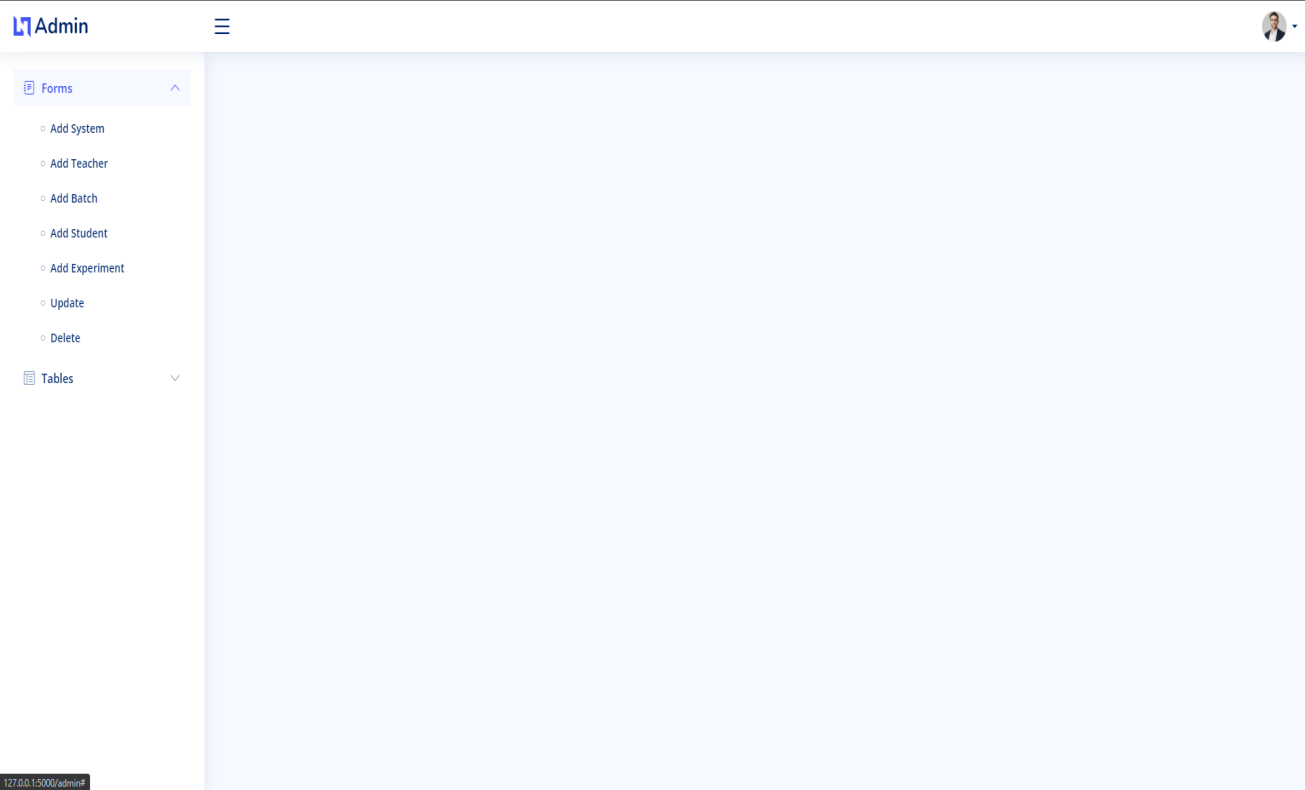 Admin
Forms
Add System
Add Teacher
Add Batch
Add Student
Add Experiment
Update
Delete
Tables
127.0.0.1:5000/admin#